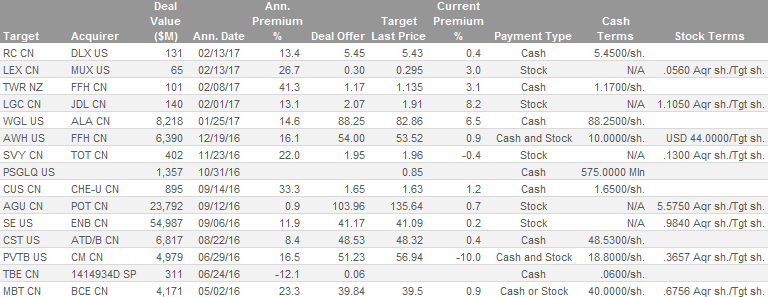 Deal Ann. Target Current
Value Premium Target Premium Cash
Target Acquirer ($M) Ann. Date % Deal Offer Last Price % Payment Type Terms Stock Terms
RC CN DLX US 131 02/13/17 13.4 5.45 5.43 0.4 Cash 5.4500/sh.
LEX CN MUX US 65 02/13/17 26.7 0.30 0.295 3.0 Stock N/A .0560 Aqr sh./Tgt sh.
TWR NZ FFH CN 101 02/08/17 41.3 1.17 1.135 3.1 Cash 1.1700/sh.
LGC CN JDL CN 140 02/01/17 13.1 2.07 1.91 8.2 Stock N/A 1.1050 Aqr sh./Tgt sh.
WGL US ALA CN 8,218 01/25/17 14.6 88.25 82.86 6.5 Cash 88.2500/sh.
AWH US FFH CN 6,390 12/19/16 16.1 54.00 53.52 0.9 Cash and Stock 10.0000/sh. USD 44.0000/Tgt sh.
SVY CN TOT CN 402 11/23/16 22.0 1.95 1.96 -0.4 Stock N/A .1300 Aqr sh./Tgt sh.
PSGLQ US 1,357 10/31/16 0.85 Cash 575.0000 Mln
CUS CN CHE-U CN 895 09/14/16 33.3 1.65 1.63 1.2 Cash 1.6500/sh.
AGU CN POT CN 23,792 09/12/16 0.9 103.96 135.64 0.7 Stock N/A 5.5750 Aqr sh./Tgt sh.
SE US ENB CN 54,987 09/06/16 11.9 41.17 41.09 0.2 Stock N/A .9840 Aqr sh./Tgt sh.
CST US ATD/B CN 6,817 08/22/16 8.4 48.53 48.32 0.4 Cash 48.5300/sh.
PVTB US CM CN 4,979 06/29/16 16.5 51.23 56.94 -10.0 Cash and Stock 18.8000/sh. .3657 Aqr sh./Tgt sh.
TBE CN 1414934D SP 311 06/24/16 -12.1 0.06 Cash .0600/sh.
MBT CN BCE CN 4,171 05/02/16 23.3 39.84 39.5 0.9 Cash or Stock 40.0000/sh. .6756 Aqr sh./Tgt sh.